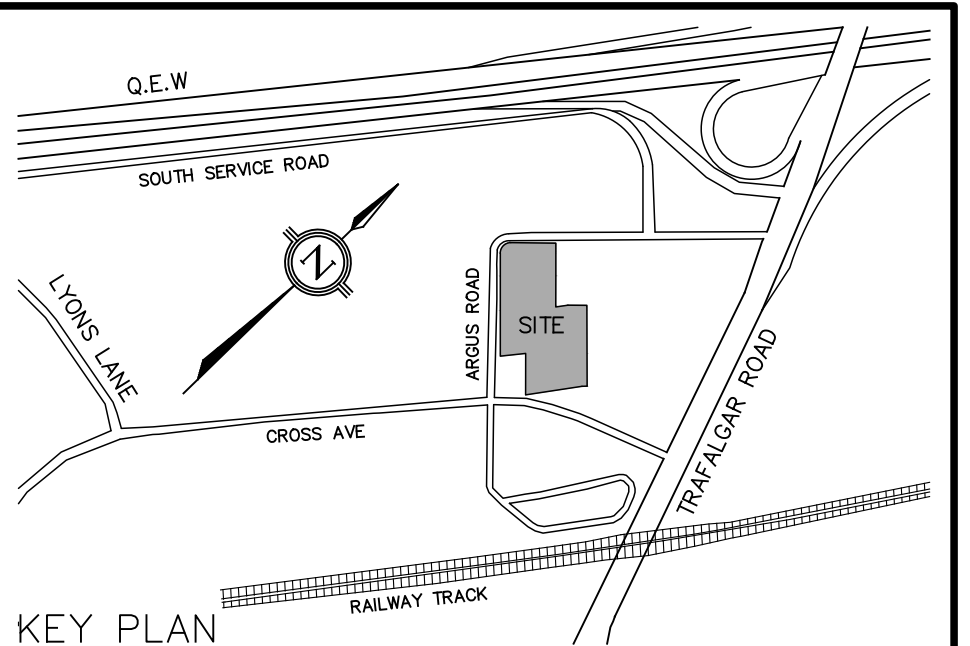 Q.E.W
SOUTH SERVICE ROAD
N
LYONS LANE
ARGUS ROAD
SITE
TRAFALGAR ROAD
CROSS AVE
RAILWAY TRACK
KEY PLAN